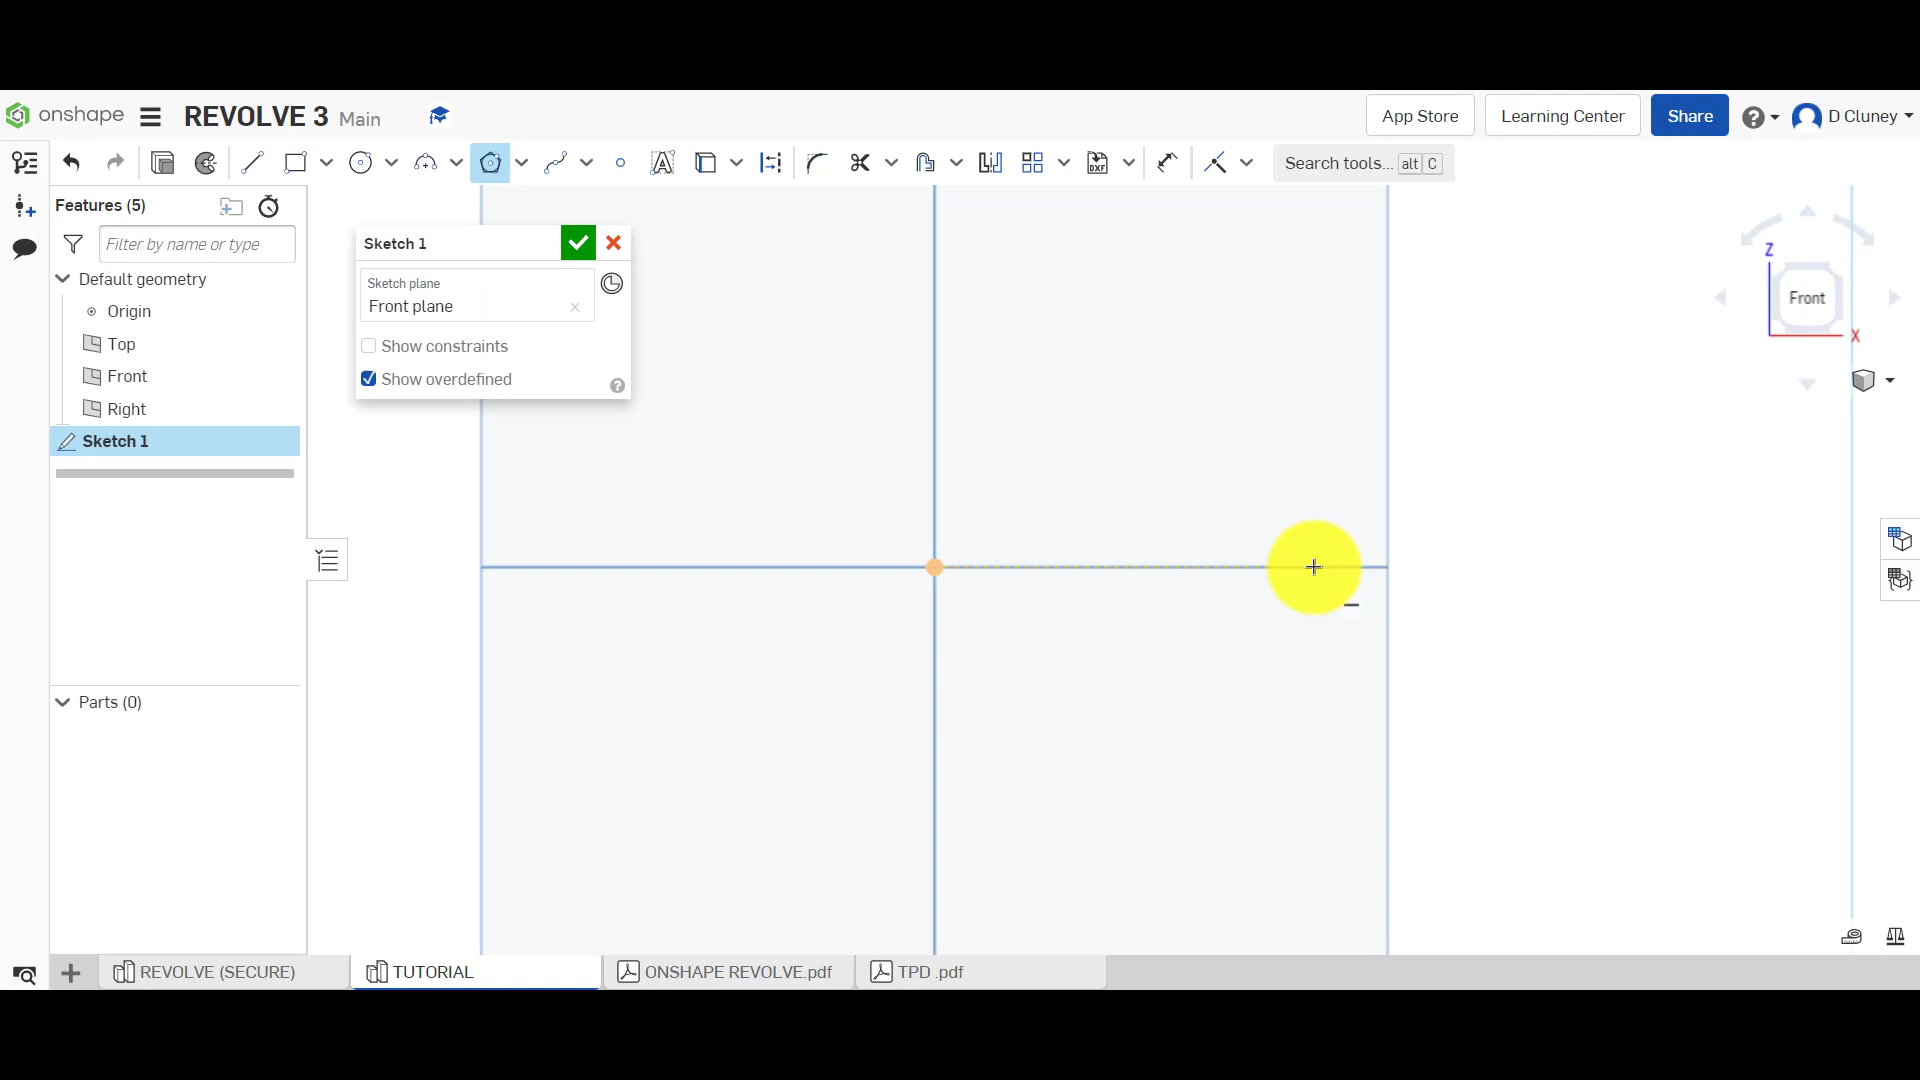 onshape
REVOLVE 3 Main
App Store
Learning Center
Share
D Cluney
DXF
Search tools... alt C
Features (5)
Filter by name or type
Default geometry
Origin
Top
Front
Right
Sketch 1
Parts (0)
Sketch 1
Sketch plane
Front plane
Show constraints
Show overdefined
Z
Front
X
REVOLVE (SECURE)
TUTORIAL
ONSHAPE REVOLVE.pdf
TPD .pdf